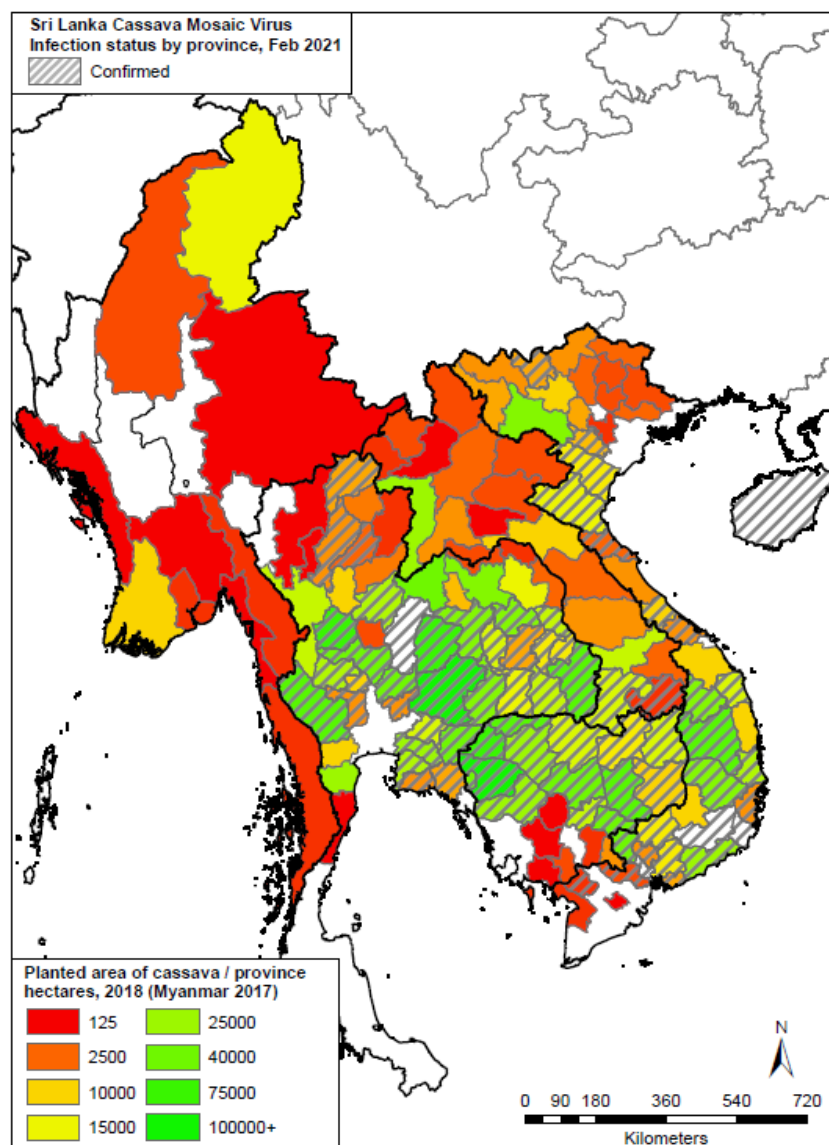 Sri Lanka Cassava Mosaic Virus
Infection status by province, Feb 2021
Confirmed
Planted area of cassava / province
hectares, 2018 (Myanmar 2017)
125
25000
2500
40000
10000
75000
15000
100000+
N
0 90 180 360 540 720
Kilometers